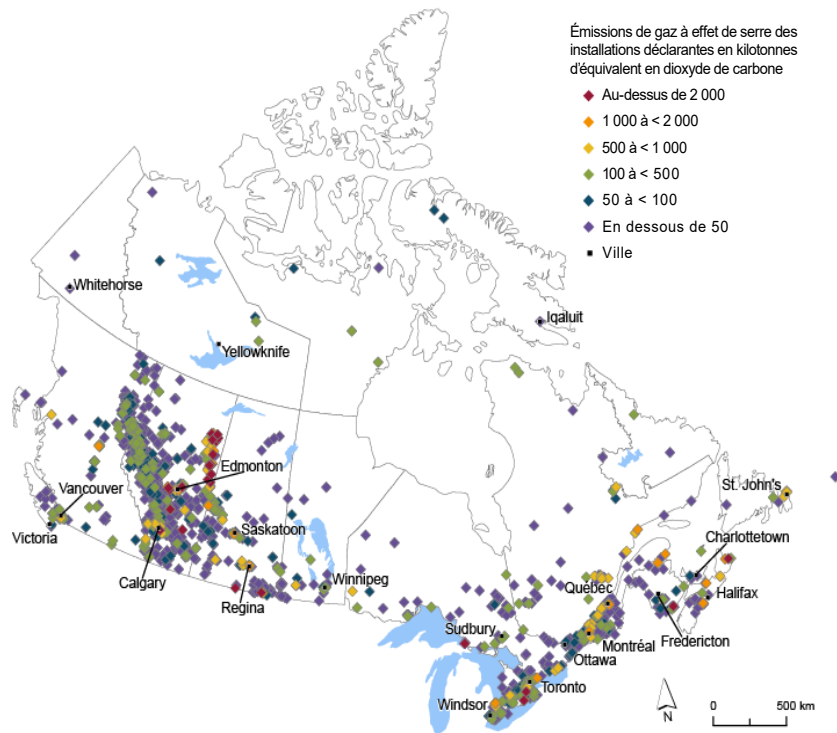 Émissions de gaz à effet de serre des
installations déclarantes en kilotonnes
d'équivalent en dioxyde de carbone
Au-dessus de 2 000
1 000 à < 2 000
500 à < 1 000
100 à < 500
50 à < 100
En dessous de 50
Ville
Whitehorse
Iqaluit
Yellowknife
Edmonton
Vancouver
St. John's
Saskatoon
Victoria
Charlottetown
Calgary
Winnipeg
Québec
Halifax
Regina
Sudbury
Montréal
Fredericton
Ottawa
Toronto
Windsor
N
0
500 km